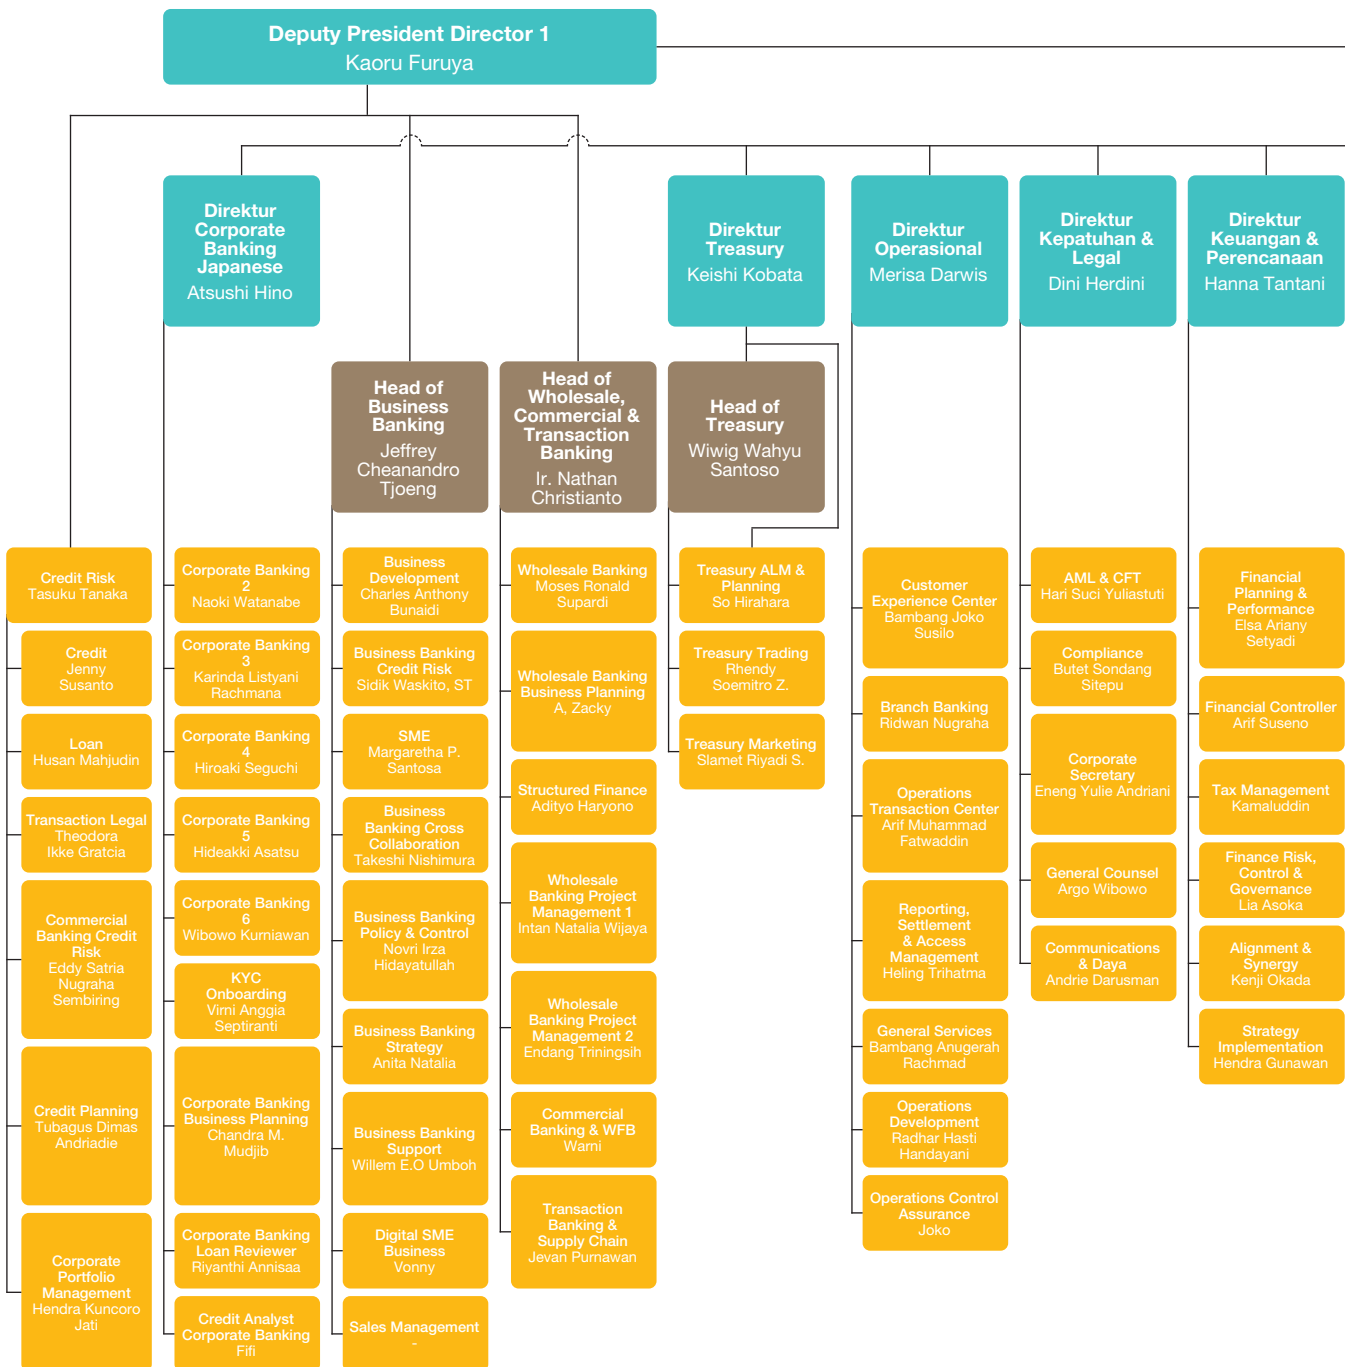 Deputy President Director 1
Kaoru Furuya
Direktur
Corporate
Banking
Japanese
Atsushi Hino
Direktur
Treasury
Keishi Kobata
Direktur
Operasional
Merisa Darwis
Direktur
Kepatuhan &
Legal
Dini Herdini
Direktur
Keuangan &
Perencanaan
Hanna Tantani
Head of
Business
Banking
Jeffrey
Cheanandro
Tjoeng
Head of
Wholesale,
Commercial &
Transaction
Banking
Ir. Nathan
Christianto
Head of
Treasury
Wiwig Wahyu
Santoso
Credit Risk
Tasuku Tanaka
Credit
Jenny
Susanto
Loan
Husan Mahjudin
Transaction Legal
Theodora
Ikke Gratcia
Commercial
Banking Credit
Risk
Eddy Satria
Nugraha
Sembiring
Credit Planning
Tubagus Dimas
Andriadie
Corporate
Portfolio
Management
Hendra Kuncoro
Jati
Corporate Banking
2
Naoki Watanabe
Corporate Banking
3
Karinda Listyani
Rachmana
Corporate Banking
4
Hiroaki Seguchi
Corporate Banking
5
Hideakki Asatsu
Corporate Banking
6
Wibowo Kurniawan
KYC
Onboarding
Virni Anggia
Septiranti
Corporate Banking
Business Planning
Chandra M.
Mudjib
Corporate Banking
Loan Reviewer
Riyanthi Annisaa
Credit Analyst
Corporate Banking
Fifi
Business
Development
Charles Anthony
Bunaidi
Business Banking
Credit Risk
Sidik Waskito, ST
SME
Margaretha P.
Santosa
Business
Banking Cross
Collaboration
Takeshi Nishimura
Business Banking
Policy & Control
Novri Irza
Hidayatullah
Business Banking
Strategy
Anita Natalia
Business Banking
Support
Willem E.O Umboh
Digital SME
Business
Vonny
Sales Management
-
Wholesale Banking
Moses Ronald
Supardi
Wholesale Banking
Business Planning
A, Zacky
Structured Finance
Adityo Haryono
Wholesale
Banking Project
Management 1
Intan Natalia Wijaya
Wholesale
Banking Project
Management 2
Endang Triningsih
Commercial
Banking & WFB
Warni
Transaction
Banking &
Supply Chain
Jevan Purnawan
Treasury ALM &
Planning
So Hirahara
Treasury Trading
Rhendy
Soemitro Z.
Treasury Marketing
Slamet Riyadi S.
Customer
Experience Center
Bambang Joko
Susilo
Branch Banking
Ridwan Nugraha
Operations
Transaction Center
Arif Muhammad
Fatwaddin
Reporting,
Settlement
& Access
Management
Heling Trihatma
General Services
Bambang Anugerah
Rachmad
Operations
Development
Radhar Hasti
Handayani
Operations Control
Assurance
Joko
AML & CFT
Hari Suci Yuliastuti
Compliance
Butet Sondang
Sitepu
Corporate
Secretary
Eneng Yulie Andriani
General Counsel
Argo Wibowo
Communications
& Daya
Andrie Darusman
Financial
Planning &
Performance
Elsa Ariany
Setyadi
Financial Controller
Arif Suseno
Tax Management
Kamaluddin
Finance Risk,
Control &
Governance
Lia Asoka
Alignment &
Synergy
Kenji Okada
Strategy
Implementation
Hendra Gunawan